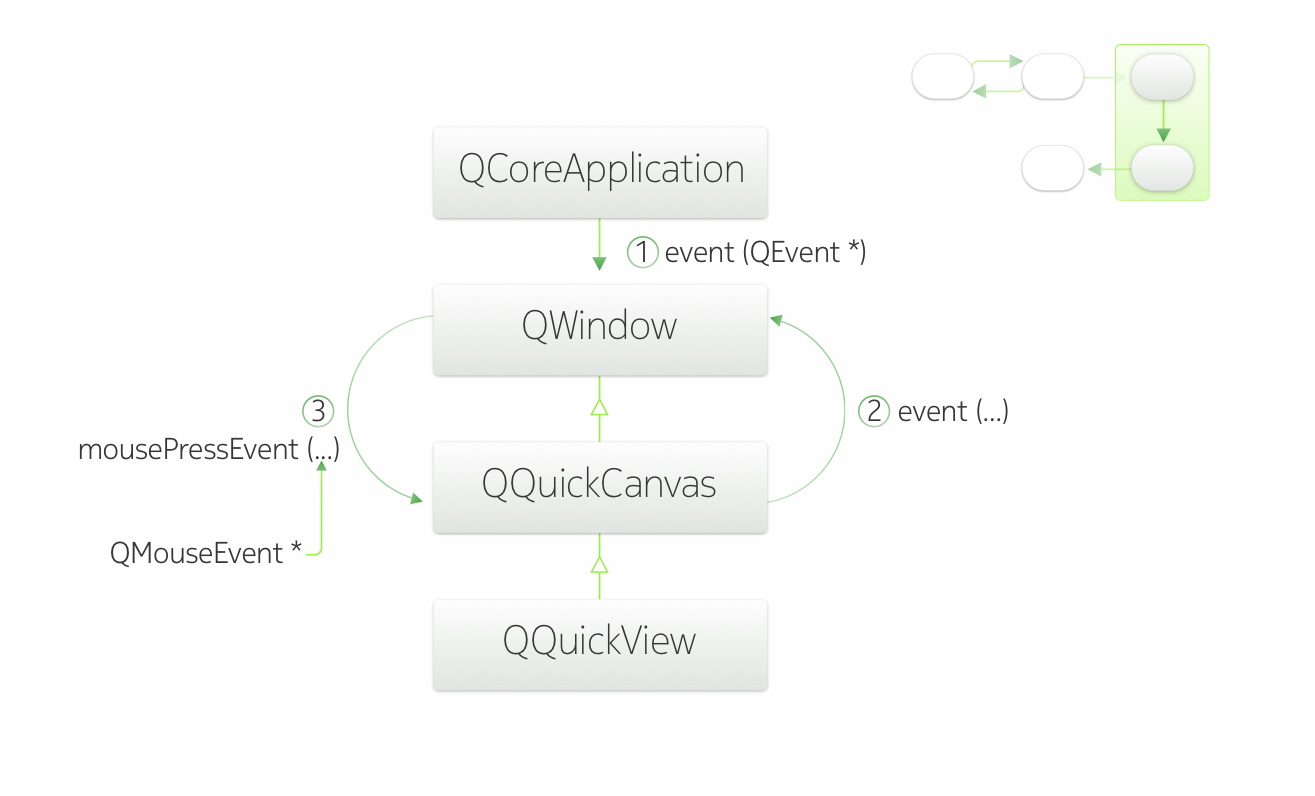 QCoreApplication
1 event (QEvent *)
QWindow
3
2 event (...)
mousePressEvent (...)
QQuickCanvas
QMouseEvent *
QQuickView